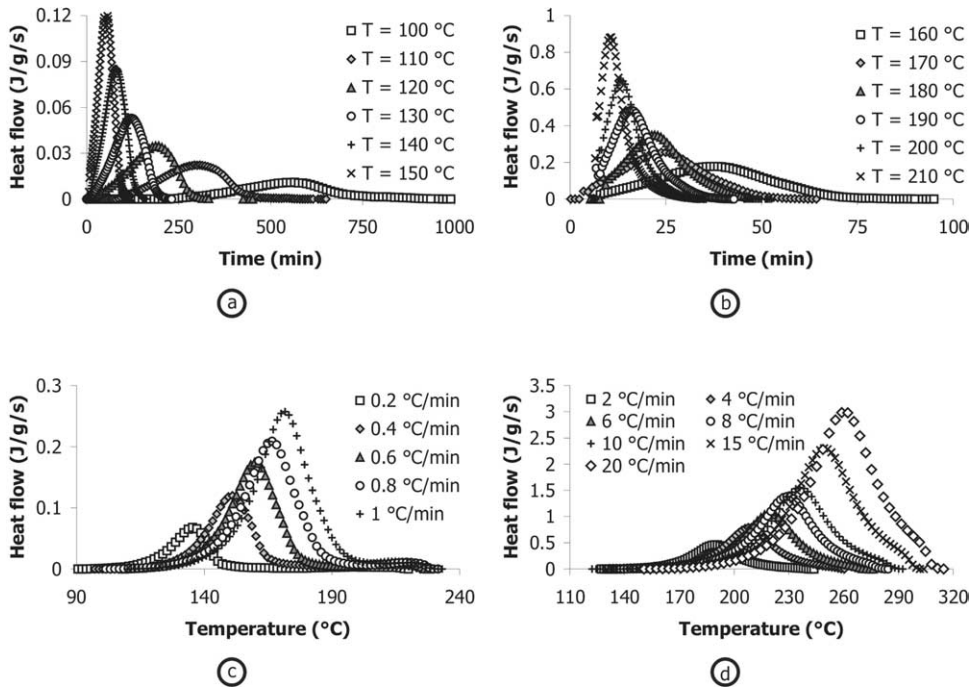 Heat flow (J/g/s)
0.12
0.09
0.06
0.03
0
0
250
500
750
1000
Time (min)
T = 100 °C
T = 110 °C
T = 120 °C
T = 130 °C
T = 140 °C
T = 150 °C
a
Heat flow (J/g/s)
1
0.8
0.6
0.4
0.2
0
0
25
50
75
100
Time (min)
T = 160 °C
T = 170 °C
T = 180 °C
T = 190 °C
T = 200 °C
T = 210 °C
b
Heat flow (J/g/s)
0.3
0.2
0.1
0
90
140
190
240
Temperature (°C)
0.2 °C/min
0.4 °C/min
0.6 °C/min
0.8 °C/min
1 °C/min
c
Heat flow (J/g/s)
3.5
3
2.5
2
1.5
1
0.5
0
110
140
170
200
230
260
290
320
Temperature (°C)
2 °C/min
4 °C/min
6 °C/min
8 °C/min
10 °C/min
15 °C/min
20 °C/min
d